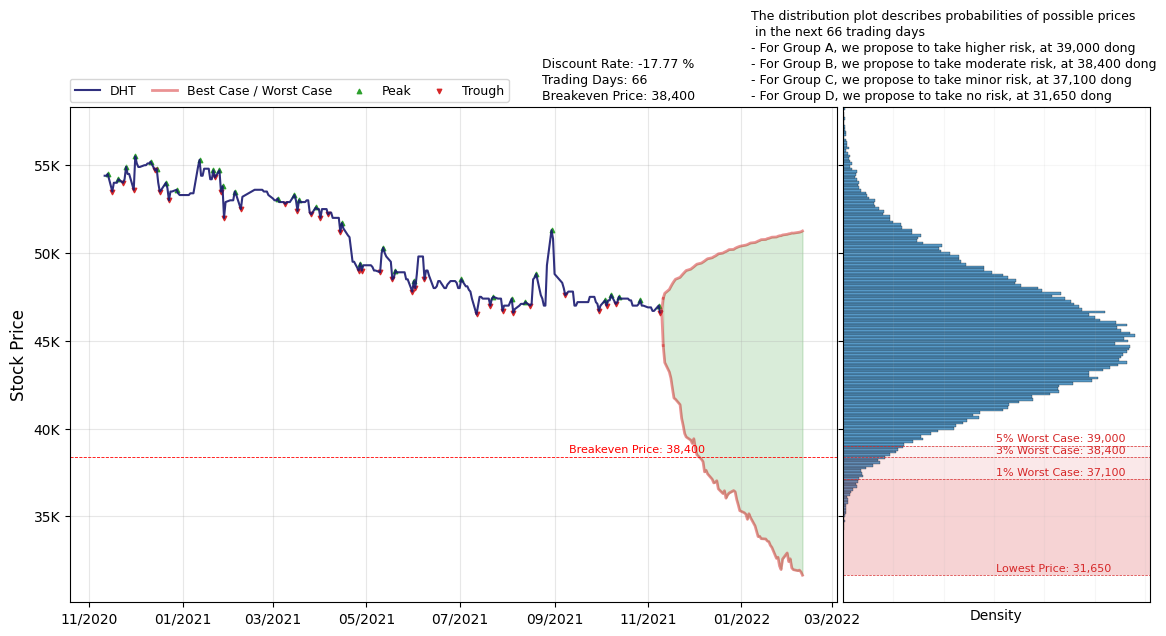 The distribution plot describes probabilities of possible prices
in the next 66 trading days
- For Group A, we propose to take higher risk, at 39,000 dong
- For Group B, we propose to take moderate risk, at 38,400 dong
- For Group C, we propose to take minor risk, at 37,100 dong
- For Group D, we propose to take no risk, at 31,650 dong
Discount Rate: -17.77 %
Trading Days: 66
Breakeven Price: 38,400
DHT Best Case / Worst Case Peak Trough
Stock Price
55K
50K
45K
40K
35K
Breakeven Price: 38,400
5% Worst Case: 39,000
3% Worst Case: 38,400
1% Worst Case: 37,100
Lowest Price: 31,650
11/2020 01/2021 03/2021 05/2021 07/2021 09/2021 11/2021 01/2022 03/2022
Density